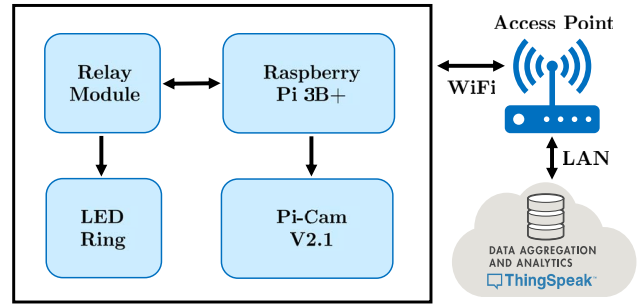 Access Point
Relay
Module
Raspberry
Pi 3B+
WiFi
LAN
LED
Ring
Pi-Cam
V2.1
DATA AGGREGATION
AND ANALYTICS
ThingSpeak™